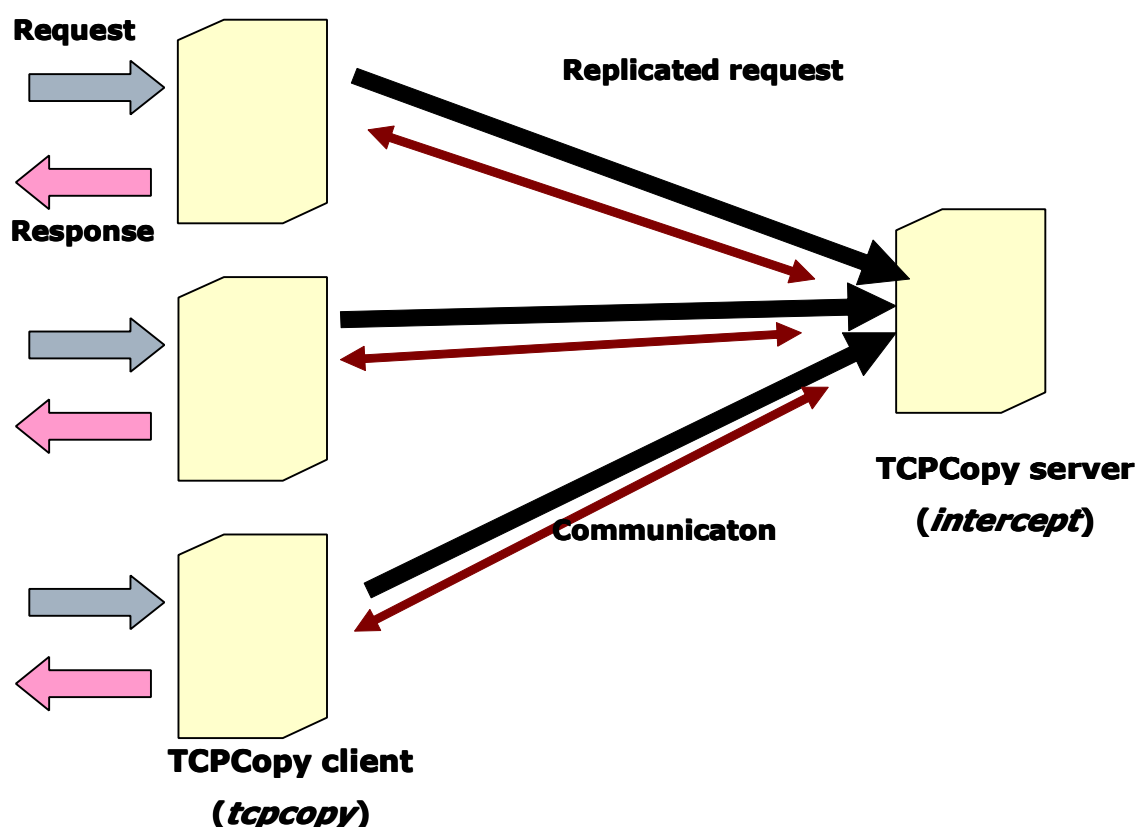 Request
Replicated request
Response
TCPCopy server
(intercept)
Communicaton
TCPCopy client
(tcpcopy)